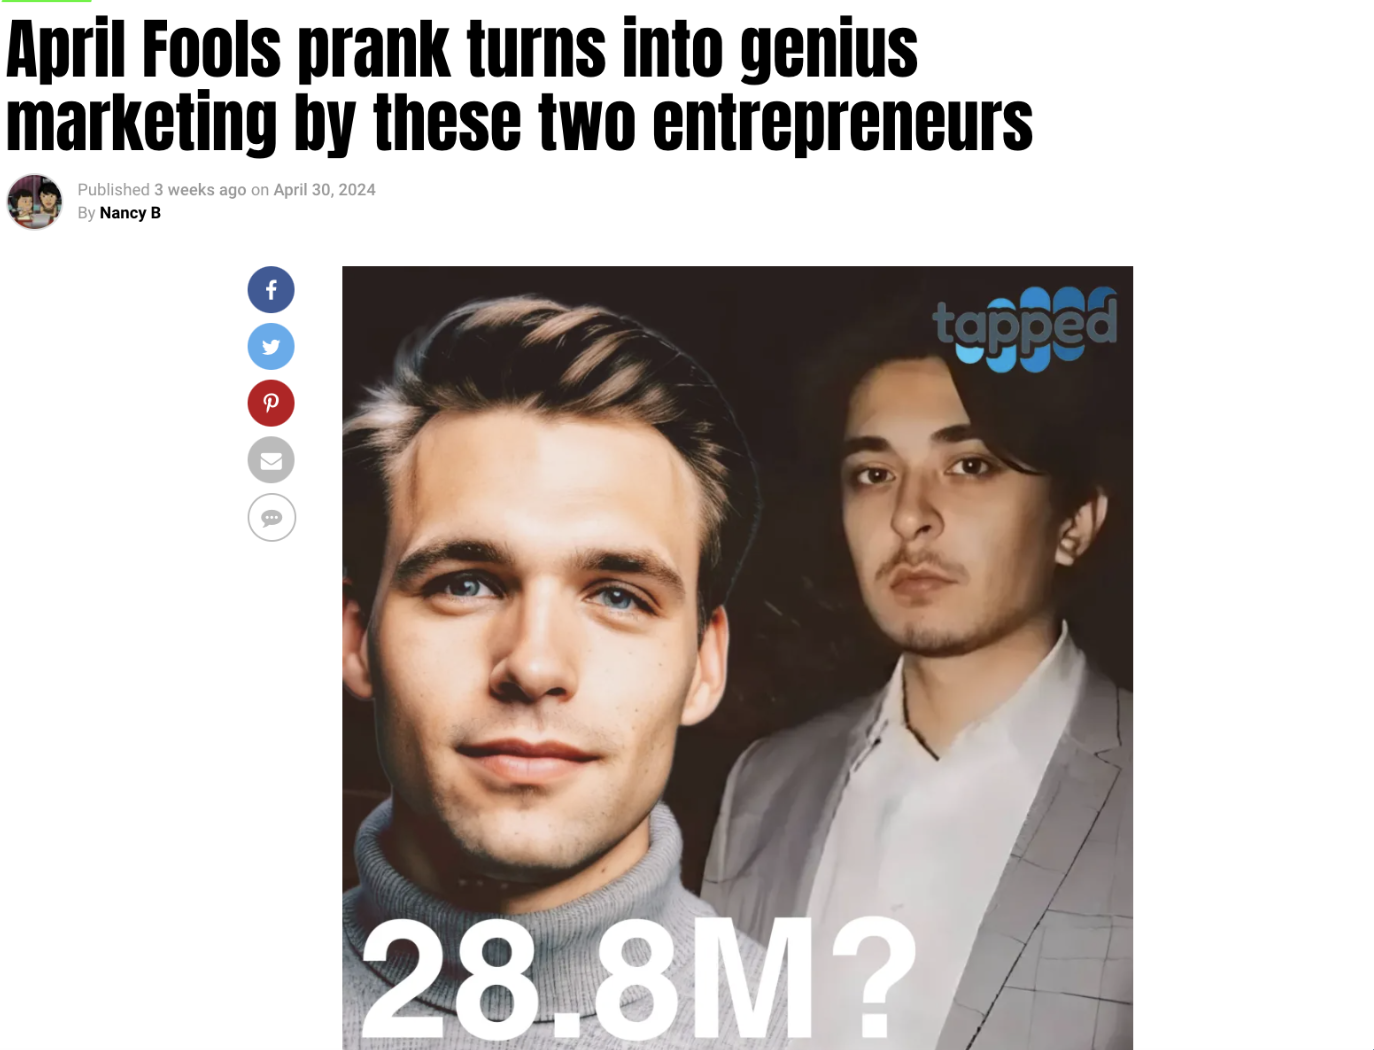 April Fools prank turns into genius
marketing by these two entrepreneurs
Published 3 weeks ago on April 30, 2024
By Nancy B
tapped
28.8M?